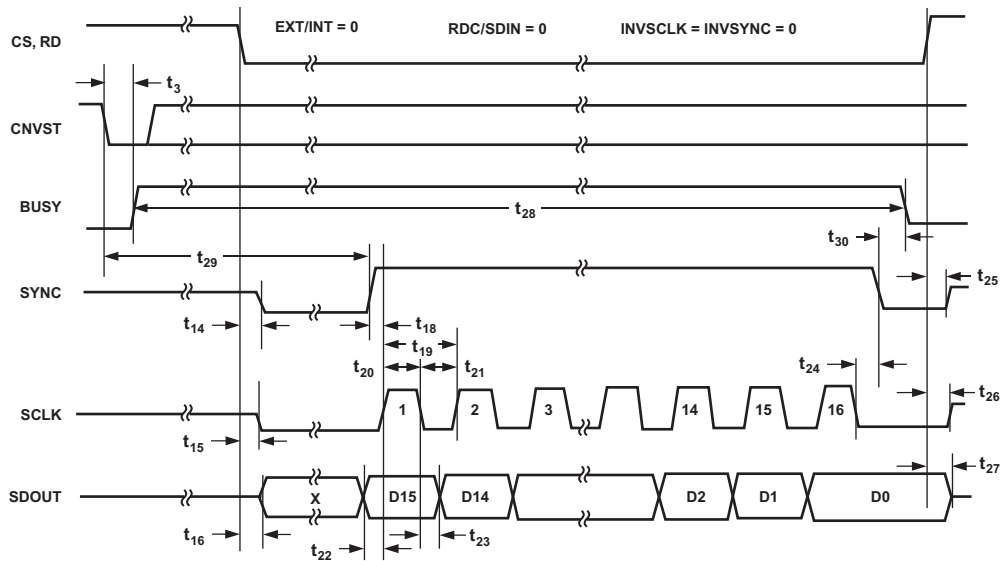 EXT/INT = 0 RDC/SDIN = 0 INVSCLK = INVSYNC = 0
CS, RD
t3
CNVST
BUSY
t28
t30
t29
t25
SYNC
t14
t18
t19
t20 t21
t24
t26
SCLK
1 2 3 14 15 16
t15
t27
SDOUT
X D15 D14 D2 D1 D0
t16
t22 t23